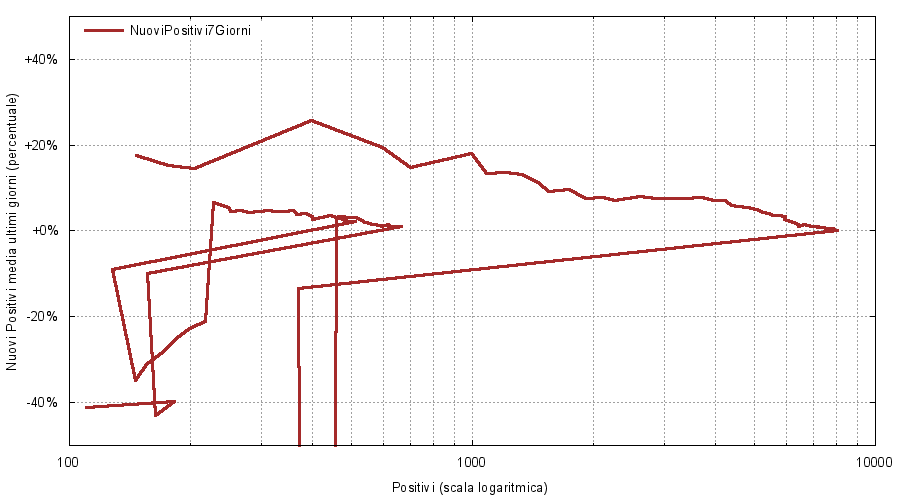 NuoviPositivi7Giorni
+40%
+20%
+0%
-20%
-40%
Nuovi Positivi media ultimi giorni (percentuale)
100 1000 10000
Positivi (scala logaritmica)